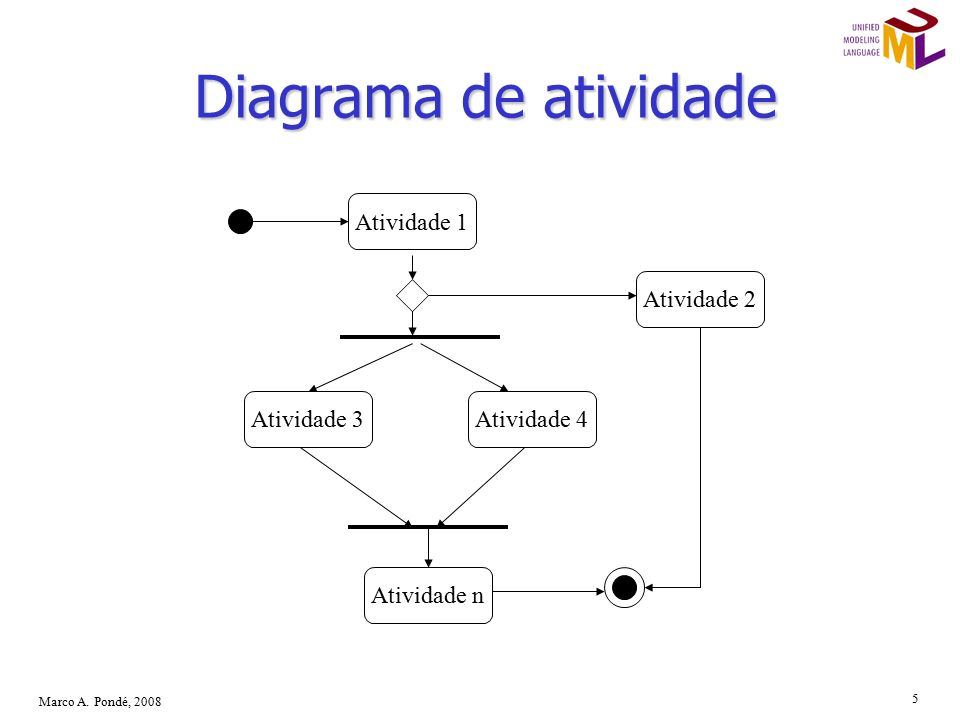 UNIFIED
MODELING
LANGUAGE
UML
Diagrama de atividade
Atividade 1
Atividade 2
Atividade 3
Atividade 4
Atividade n
Marco A. Pondé, 2008
5